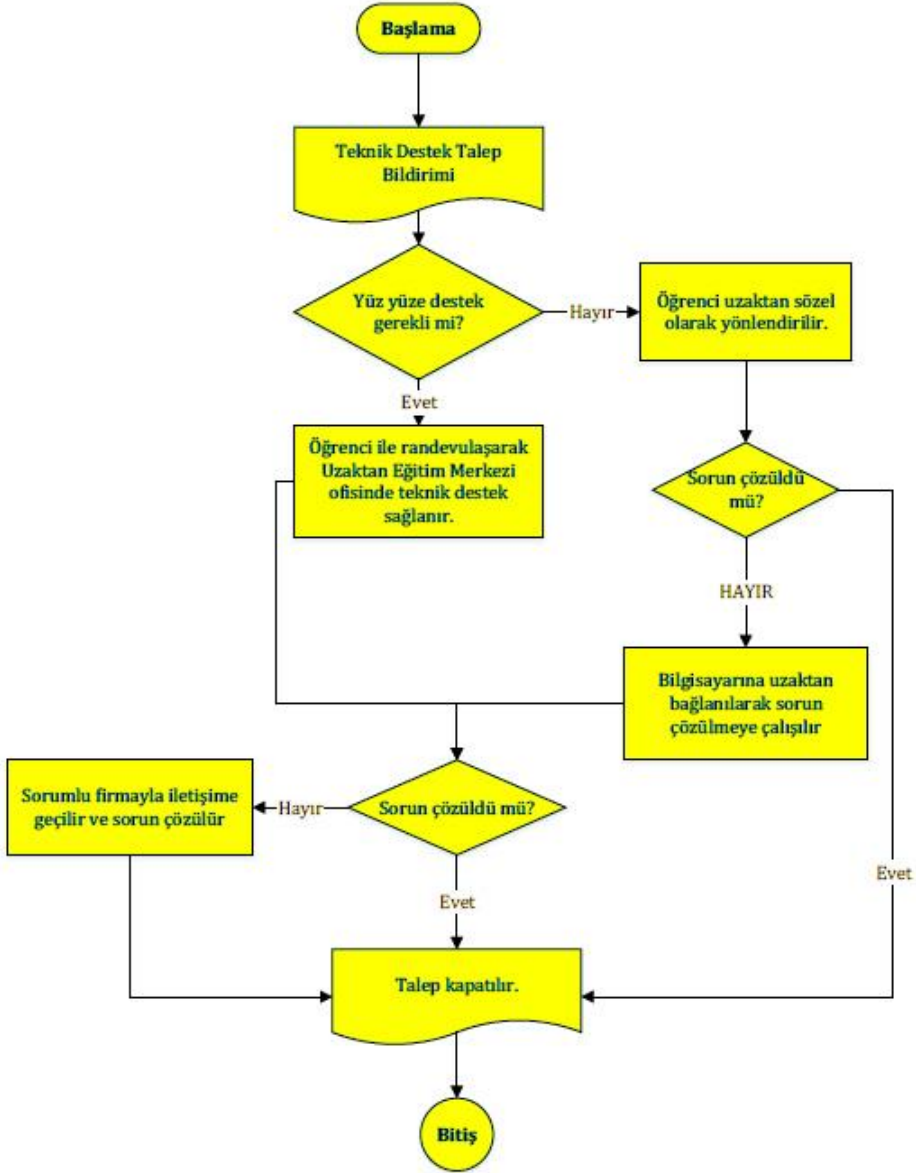 Başlama
Teknik Destek Talep
Bildirimi
Yüz yüze destek
gerekli mi?
Hayır
Öğrenci uzaktan sözel
olarak yönlendirilir.
Evet
Öğrenci ile randevulaşarak
Uzaktan Eğitim Merkezi
ofisinde teknik destek
sağlanır.
Sorun çözüldü
mü?
HAYIR
Bilgisayarına uzaktan
bağlanılarak sorun
çözülmeye çalışılır
Sorumlu firmayla iletişime
geçilir ve sorun çözülür
Hayır
Sorun çözüldü mü?
Evet
Evet
Talep kapatılır.
Bitiş